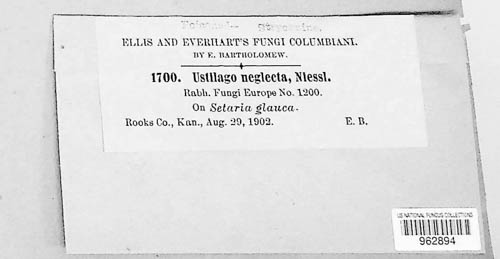 ELLIS AND EVERHART'S FUNGI COLUMBIANI.
BY E. BARTHOLOMEW.
1700. Ustilago neglecta, Niessl.
Rabh. Fungi Europe No. 1200.
On Setaria glauca.
Rooks Co., Kan., Aug. 29, 1902. E. B.
US NATIONAL FUNGUS COLLECTIONS
962894